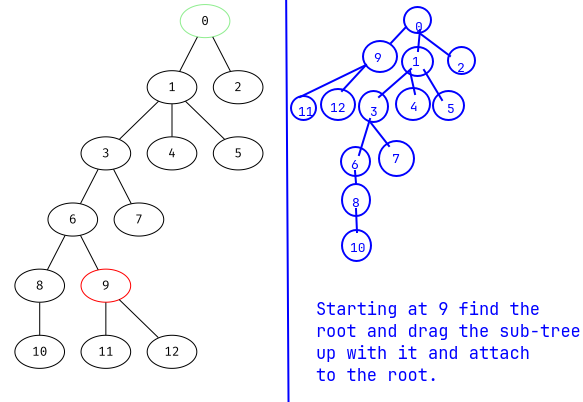 0
1 2
3 4 5
6 7
8 9
10 11 12
0
9 1 2
11 12 3 4 5
6 7
8
10
Starting at 9 find the
root and drag the sub-tree
up with it and attach
to the root.